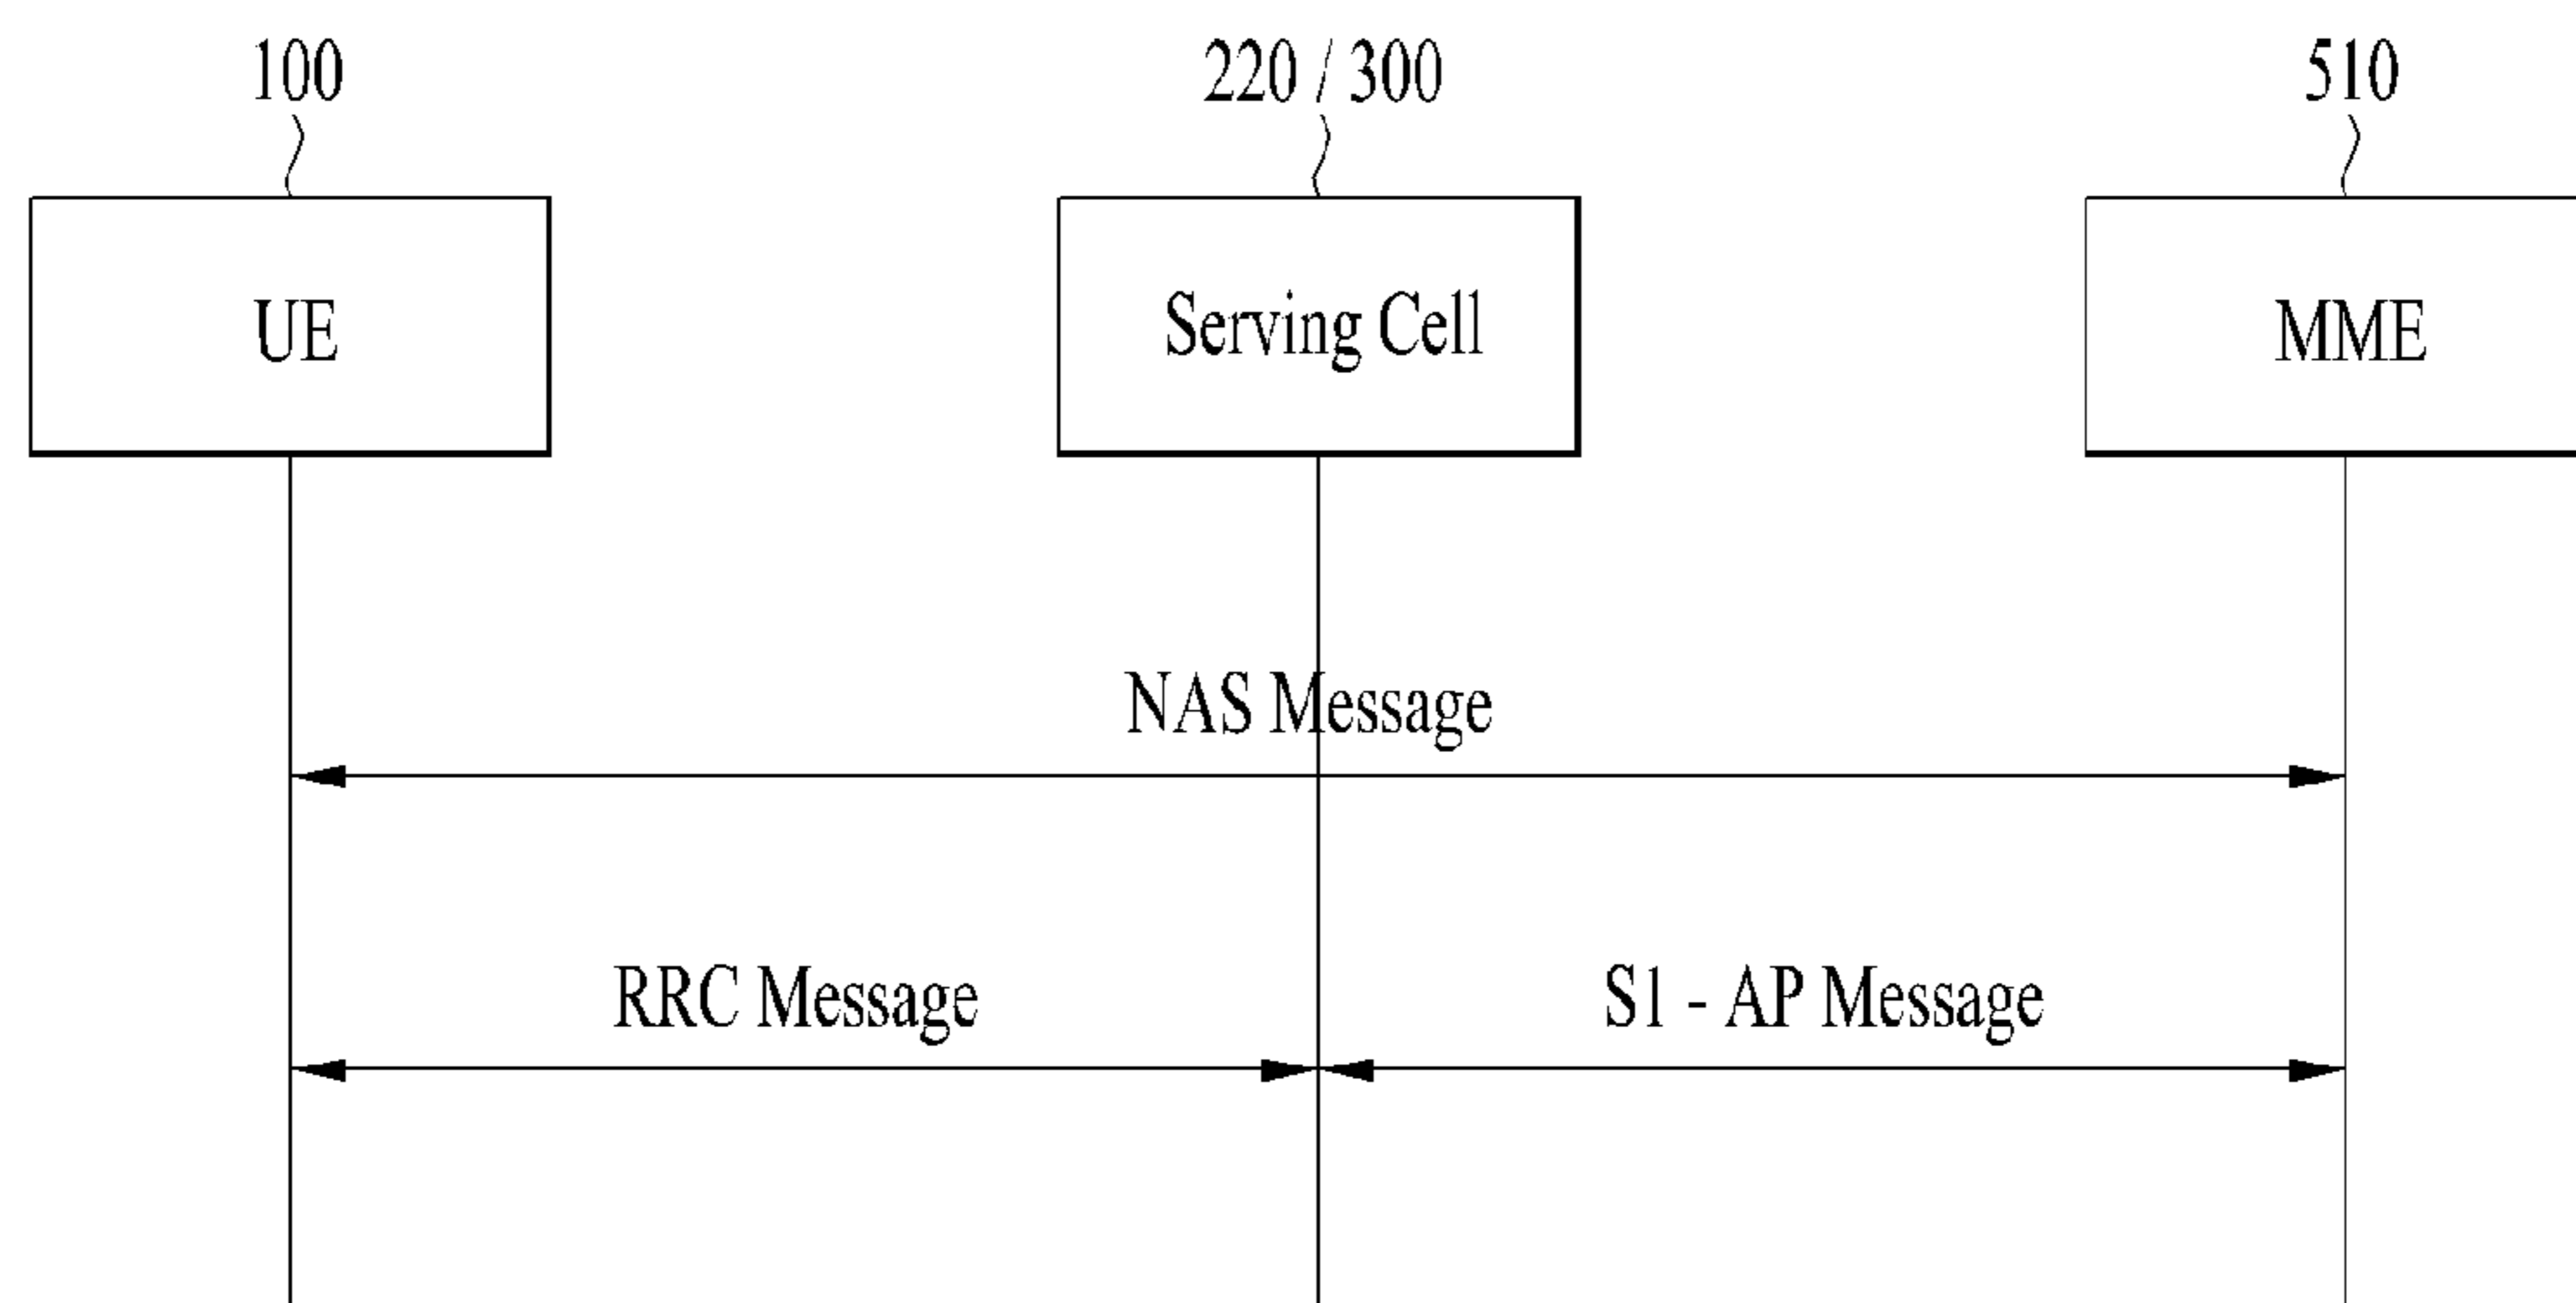 100
220 / 300
510
UE
Serving Cell
MME
NAS Message
RRC Message
S1 - AP Message